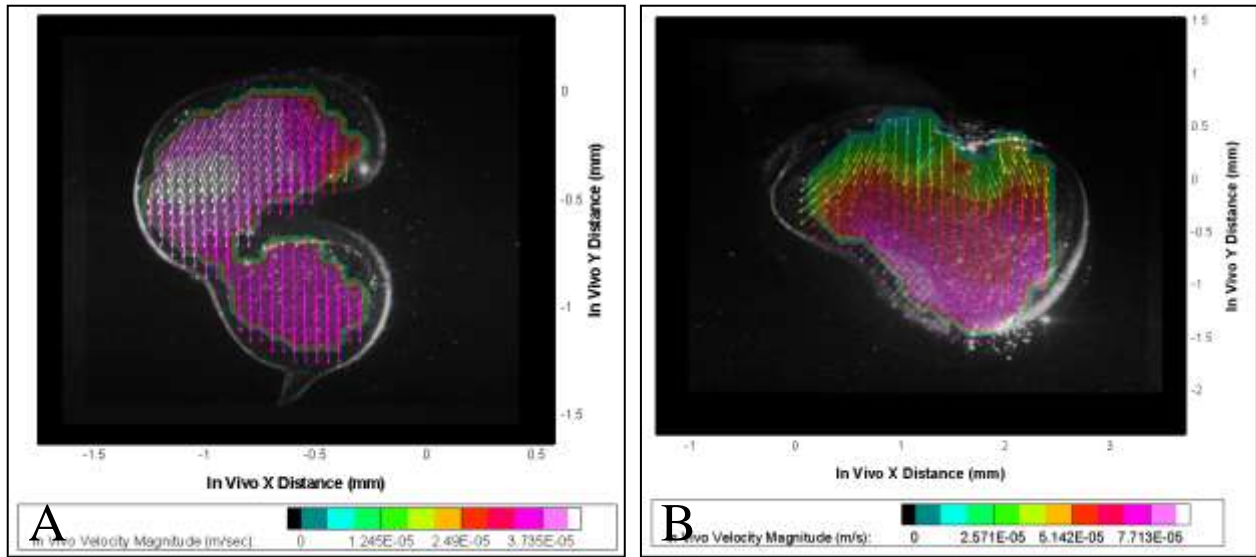 0
-0.5
-1
-1.5
In Vivo Y Distance (mm)
-1.5 -1 -0.5 0 0.5
In Vivo X Distance (mm)
A
In Vivo Velocity Magnitude (m/sec) 0 1.245E-05 2.49E-05 3.735E-05
1.5
1
0.5
0
-0.5
-1
-1.5
-2
In Vivo Y Distance (mm)
-1 0 1 2 3
In Vivo X Distance (mm)
B
In Vivo Velocity Magnitude (m/s): 0 2.571E-05 5.142E-05 7.713E-05